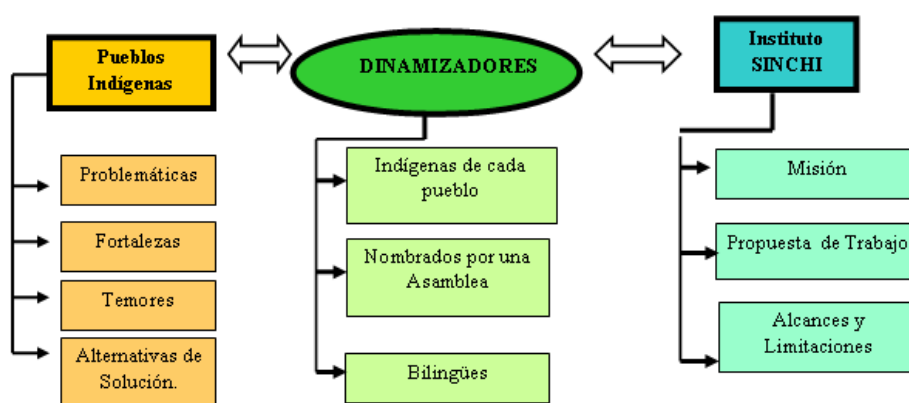 Pueblos
Indígenas
DINAMIZADORES
Instituto
SINCHI
Problemáticas
Fortalezas
Temores
Alternativas de
Solución.
Indígenas de cada
pueblo
Nombrados por una
Asamblea
Bilingües
Misión
Propuesta de Trabajo
Alcances y
Limitaciones